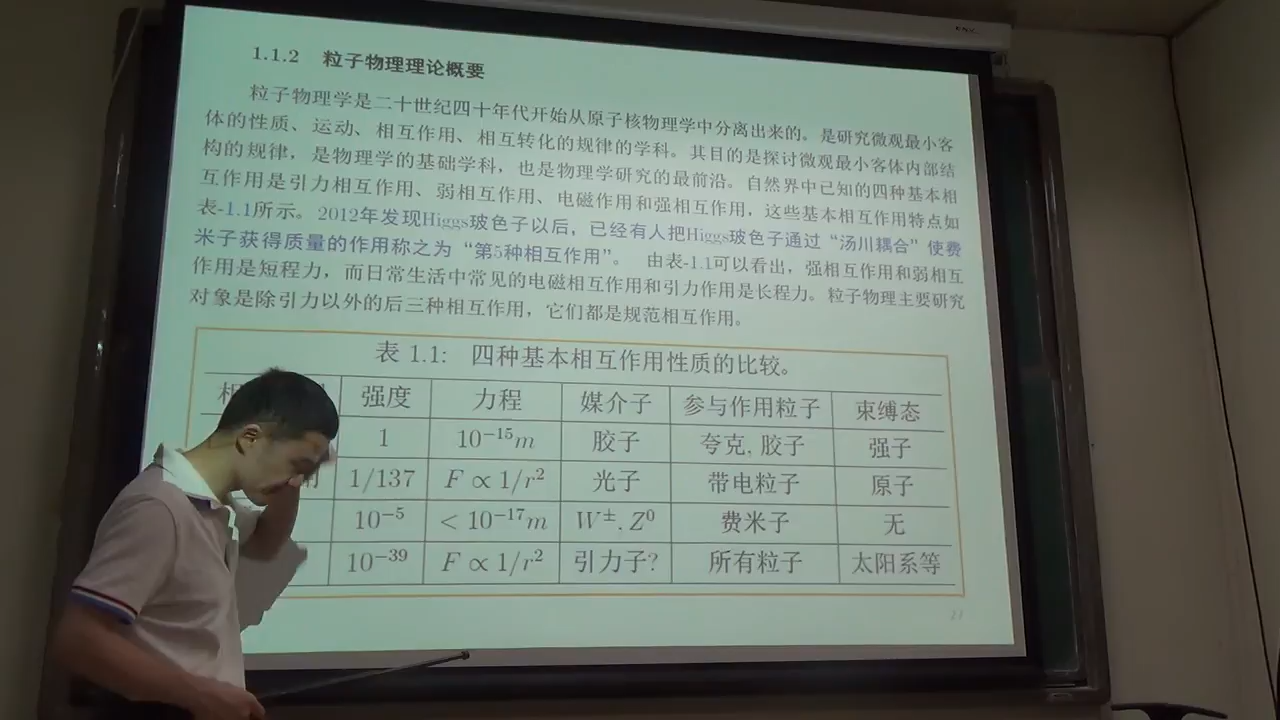 1.1.2 粒子物理理论概要
粒子物理学是二十世纪四十年代开始从原子核物理学中分离出来的。是研究微观最小客
体的性质、运动、相互作用、相互转化的规律的学科。其目的是探讨微观最小客体内部结
构的规律，是物理学的基础学科，也是物理学研究的最前沿。自然界中已知的四种基本相
互作用是引力相互作用、弱相互作用、电磁作用和强相互作用，这些基本相互作用特点如
表-1.1所示。2012年发现Higgs玻色子以后，已经有人把Higgs玻色子通过“汤川耦合”使费
米子获得质量的作用称之为“第5种相互作用”。 由表-1.1可以看出，强相互作用和弱相互
作用是短程力，而日常生活中常见的电磁相互作用和引力作用是长程力。粒子物理主要研究
对象是除引力以外的后三种相互作用，它们都是规范相互作用。
表 1.1: 四种基本相互作用性质的比较。
强度 力程 媒介子 参与作用粒子 束缚态
1 10⁻¹⁵m 胶子 夸克, 胶子 强子
1/137 F ∝ 1/r² 光子 带电粒子 原子
10⁻⁵ < 10⁻¹⁷m W±, Z⁰ 费米子 无
10⁻³⁹ F ∝ 1/r² 引力子? 所有粒子 太阳系等